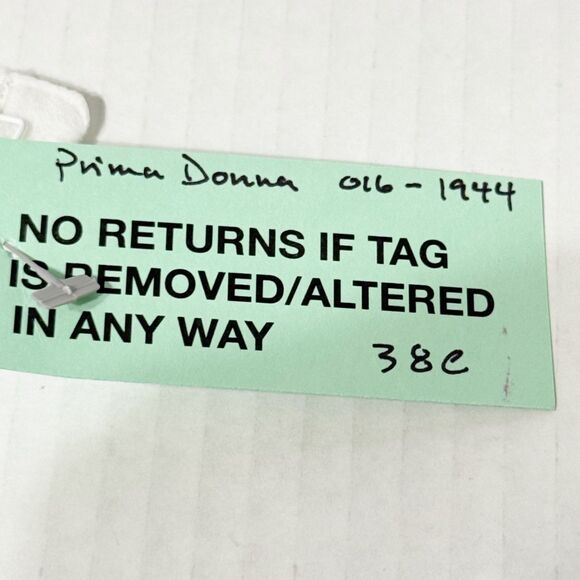 Prima Donna 016-1944
NO RETURNS IF TAG
IS REMOVED/ALTERED
IN ANY WAY
38C